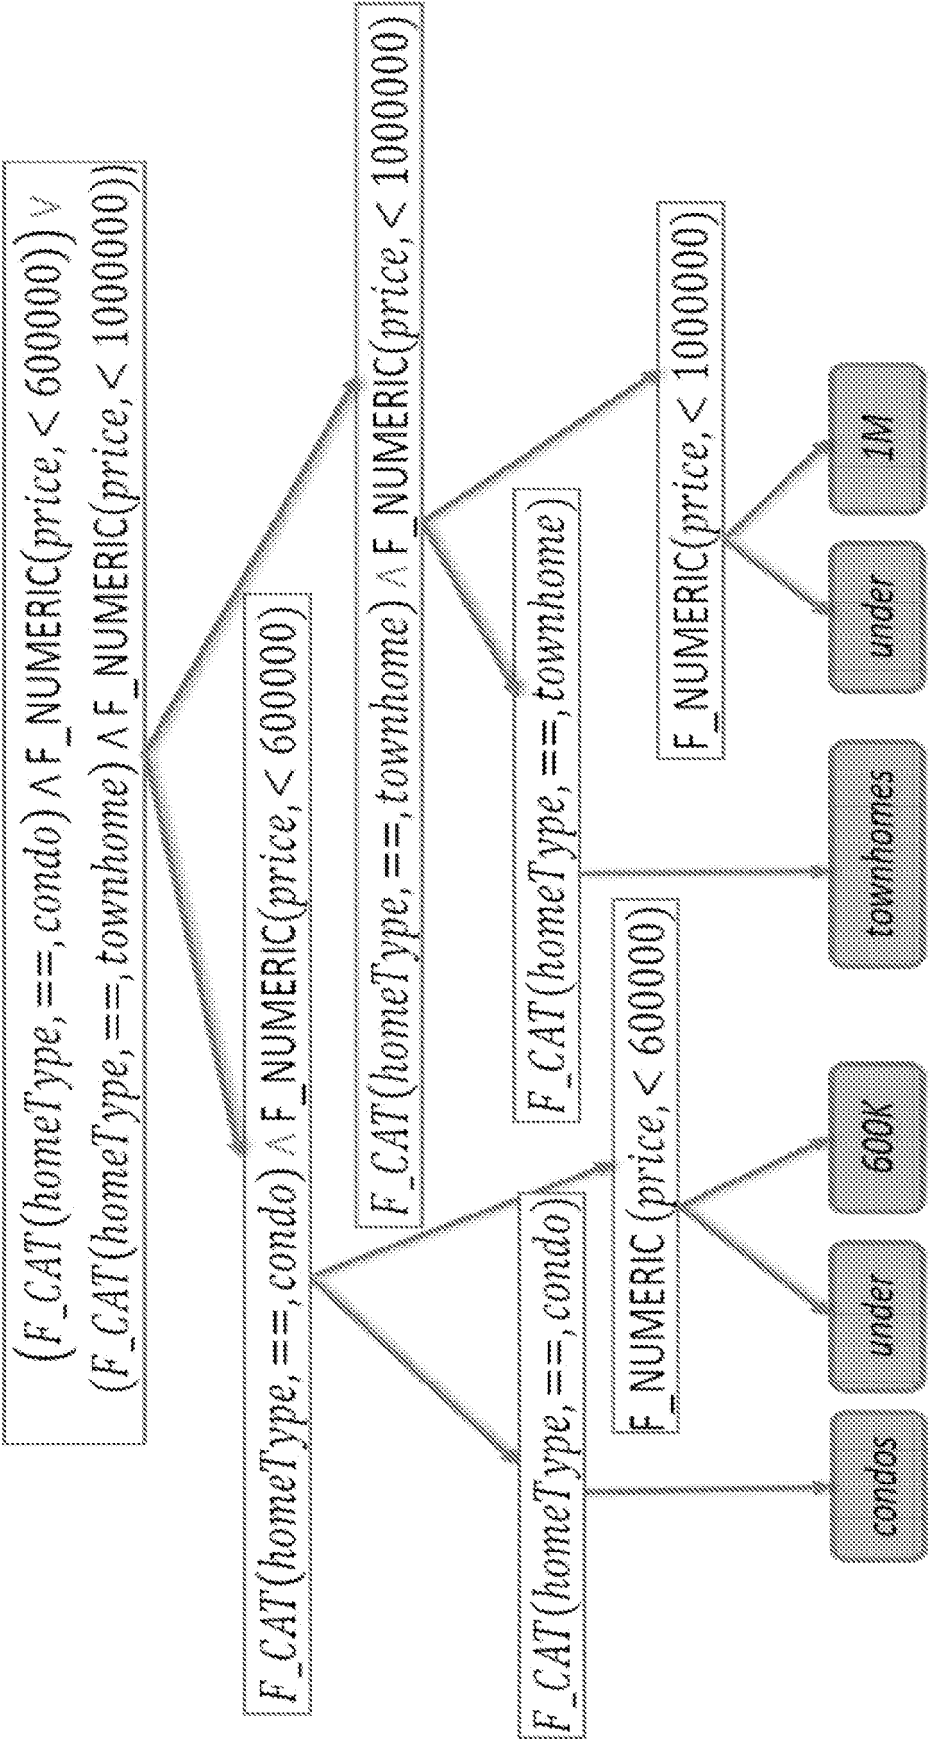 (F_CAT(homeType, ==, condo) ∧ F_NUMERIC(price, < 600000)) ∨
(F_CAT(homeType, ==, townhome) ∧ F_NUMERIC(price, < 1000000))
F_CAT(homeType, ==, condo) ∧ F_NUMERIC(price, < 600000)
F_CAT(homeType, ==, townhome) ∧ F_NUMERIC(price, < 1000000)
F_CAT(homeType, ==, condo)
F_CAT(homeType, ==, townhome)
F_NUMERIC (price, < 600000)
F_NUMERIC(price, < 1000000)
condos under 600K townhomes under 1M